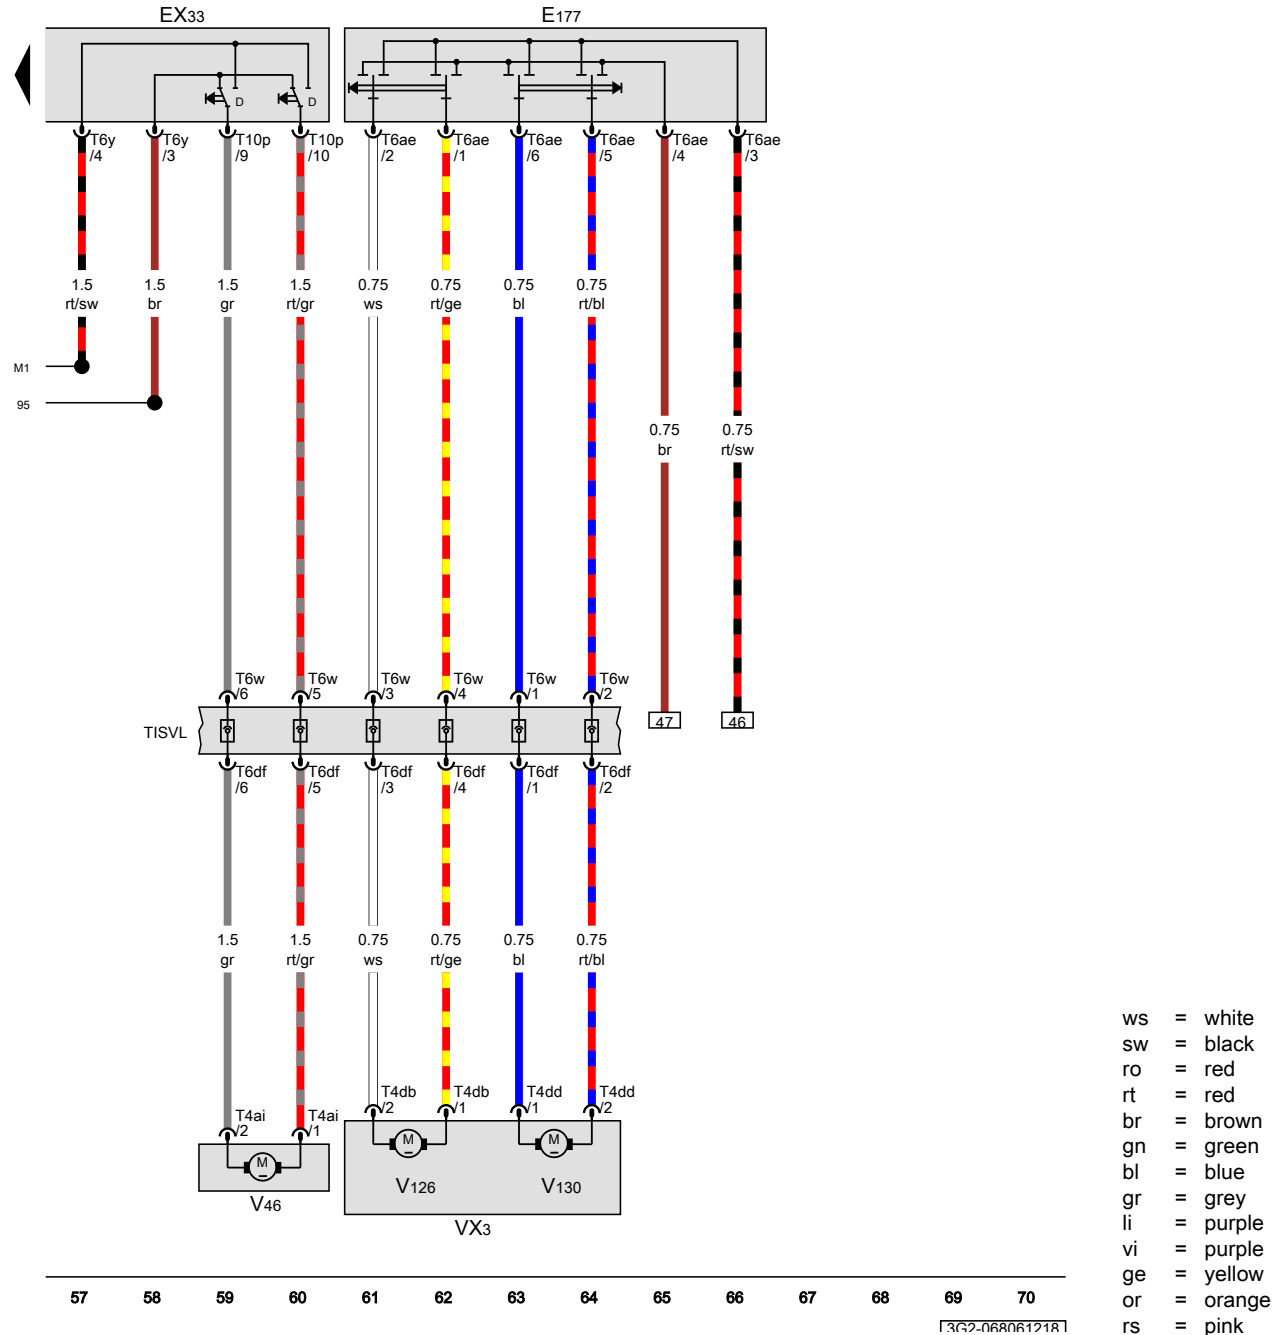 EX33 E177
D D
T6y/4 T6y/3 T10p/9 T10p/10 T6ae/2 T6ae/1 T6ae/6 T6ae/5 T6ae/4 T6ae/3
1.5 1.5 1.5 1.5 0.75 0.75 0.75 0.75
rt/sw br gr rt/gr ws rt/ge bl rt/bl
M1
95
0.75 0.75
br rt/sw
T6w/6 T6w/5 T6w/3 T6w/4 T6w/1 T6w/2
47 46
TISVL
T6df/6 T6df/5 T6df/3 T6df/4 T6df/1 T6df/2
1.5 1.5 0.75 0.75 0.75 0.75
gr rt/gr ws rt/ge bl rt/bl
T4db/2 T4db/1 T4dd/1 T4dd/2
T4ai/2 T4ai/1
M M
M
V126 V130
V46
VX3
57 58 59 60 61 62 63 64 65 66 67 68 69 70
3G2-068061218
ws = white
sw = black
ro = red
rt = red
br = brown
gn = green
bl = blue
gr = grey
li = purple
vi = purple
ge = yellow
or = orange
rs = pink